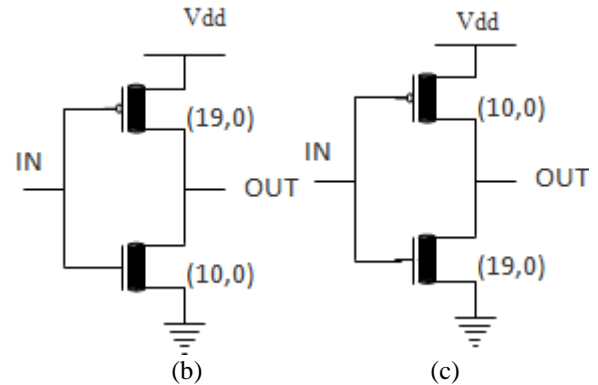 Vdd
(19,0)
IN
OUT
(10,0)
(b)
Vdd
(10,0)
IN
OUT
(19,0)
(c)